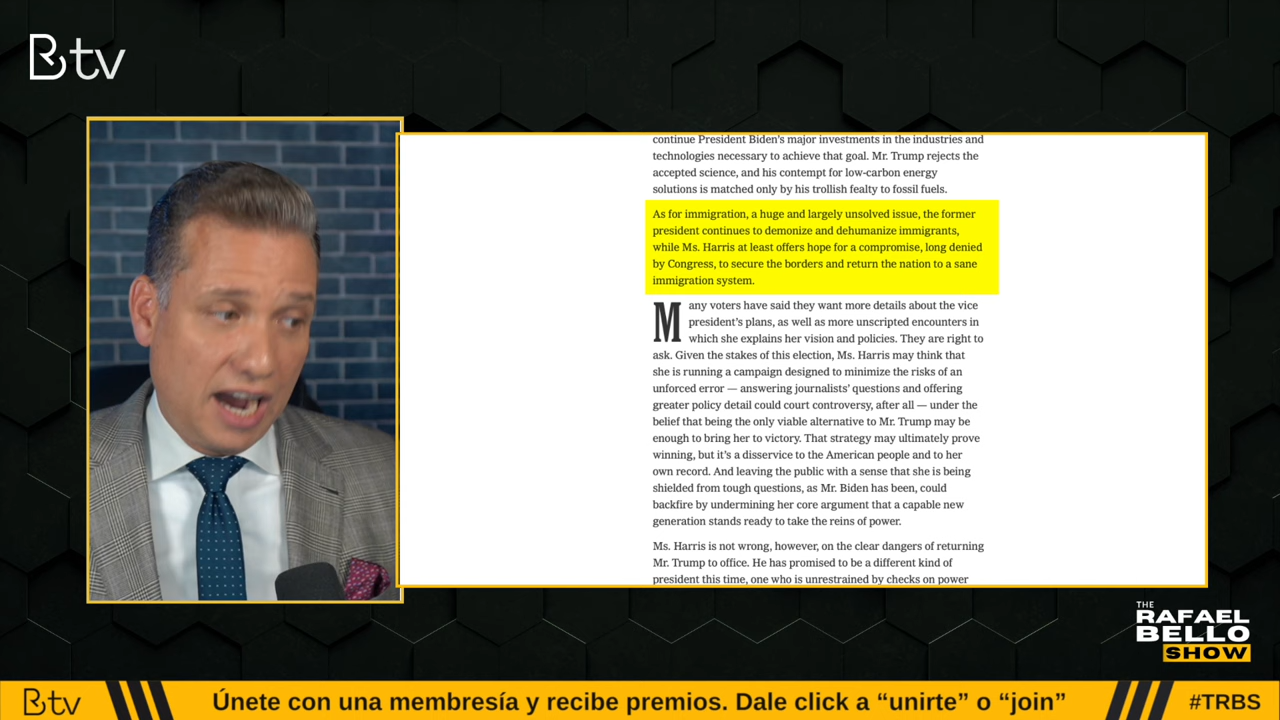 Btv
continue President Biden's major investments in the industries and
technologies necessary to achieve that goal. Mr. Trump rejects the
accepted science, and his contempt for low-carbon energy
solutions is matched only by his trollish fealty to fossil fuels.
As for immigration, a huge and largely unsolved issue, the former
president continues to demonize and dehumanize immigrants,
while Ms. Harris at least offers hope for a compromise, long denied
by Congress, to secure the borders and return the nation to a sane
immigration system.
Many voters have said they want more details about the vice
president's plans, as well as more unscripted encounters in
which she explains her vision and policies. They are right to
ask. Given the stakes of this election, Ms. Harris may think that
she is running a campaign designed to minimize the risks of an
unforced error — answering journalists' questions and offering
greater policy detail could court controversy, after all — under the
belief that being the only viable alternative to Mr. Trump may be
enough to bring her to victory. That strategy may ultimately prove
winning, but it's a disservice to the American people and to her
own record. And leaving the public with a sense that she is being
shielded from tough questions, as Mr. Biden has been, could
backfire by undermining her core argument that a capable new
generation stands ready to take the reins of power.
Ms. Harris is not wrong, however, on the clear dangers of returning
Mr. Trump to office. He has promised to be a different kind of
president this time, one who is unrestrained by checks on power
THE
RAFAEL
BELLO
SHOW
Btv
Únete con una membresía y recibe premios. Dale click a “unirte” o “join”
#TRBS